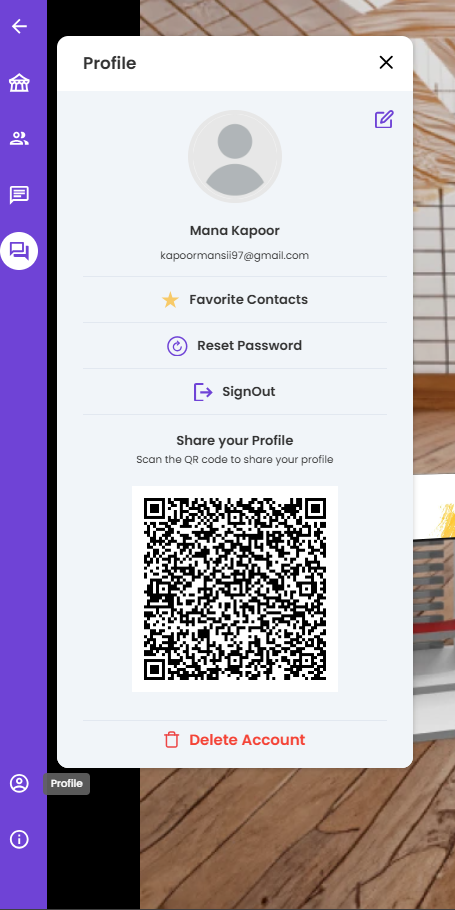 Profile
Mana Kapoor
kapoormansii97@gmail.com
Favorite Contacts
Reset Password
SignOut
Share your Profile
Scan the QR code to share your profile
Delete Account
Profile